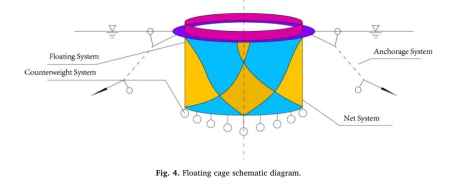 Floating System
Anchorage System
Counterweight System
Net System
Fig. 4. Floating cage schematic diagram.